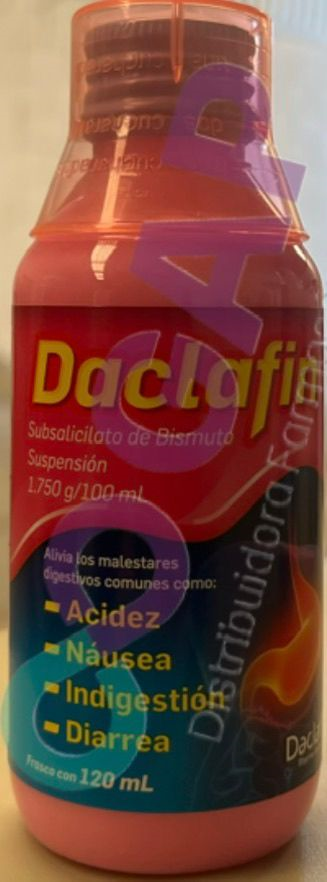 Daclafin
Subsalicilato de Bismuto
Suspensión
1.750 g/100 mL
Alivia los malestares
digestivos comunes como:
Acidez
Náusea
Indigestión
Diarrea
Frasco con 120 mL
Distribuidora